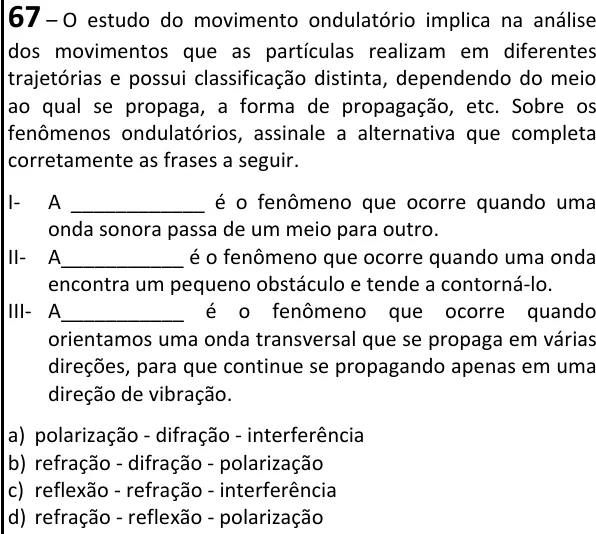 67 – O estudo do movimento ondulatório implica na análise
dos movimentos que as partículas realizam em diferentes
trajetórias e possui classificação distinta, dependendo do meio
ao qual se propaga, a forma de propagação, etc. Sobre os
fenômenos ondulatórios, assinale a alternativa que completa
corretamente as frases a seguir.
I- A _____________ é o fenômeno que ocorre quando uma
onda sonora passa de um meio para outro.
II- A____________ é o fenômeno que ocorre quando uma onda
encontra um pequeno obstáculo e tende a contorná-lo.
III- A____________ é o fenômeno que ocorre quando
orientamos uma onda transversal que se propaga em várias
direções, para que continue se propagando apenas em uma
direção de vibração.
a) polarização - difração - interferência
b) refração - difração - polarização
c) reflexão - refração - interferência
d) refração - reflexão - polarização